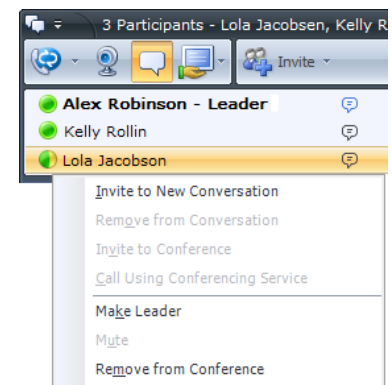 3 Participants - Lola Jacobsen, Kelly R
Invite
Alex Robinson - Leader
Kelly Rollin
Lola Jacobson
Invite to New Conversation
Remove from Conversation
Invite to Conference
Call Using Conferencing Service
Make Leader
Mute
Remove from Conference